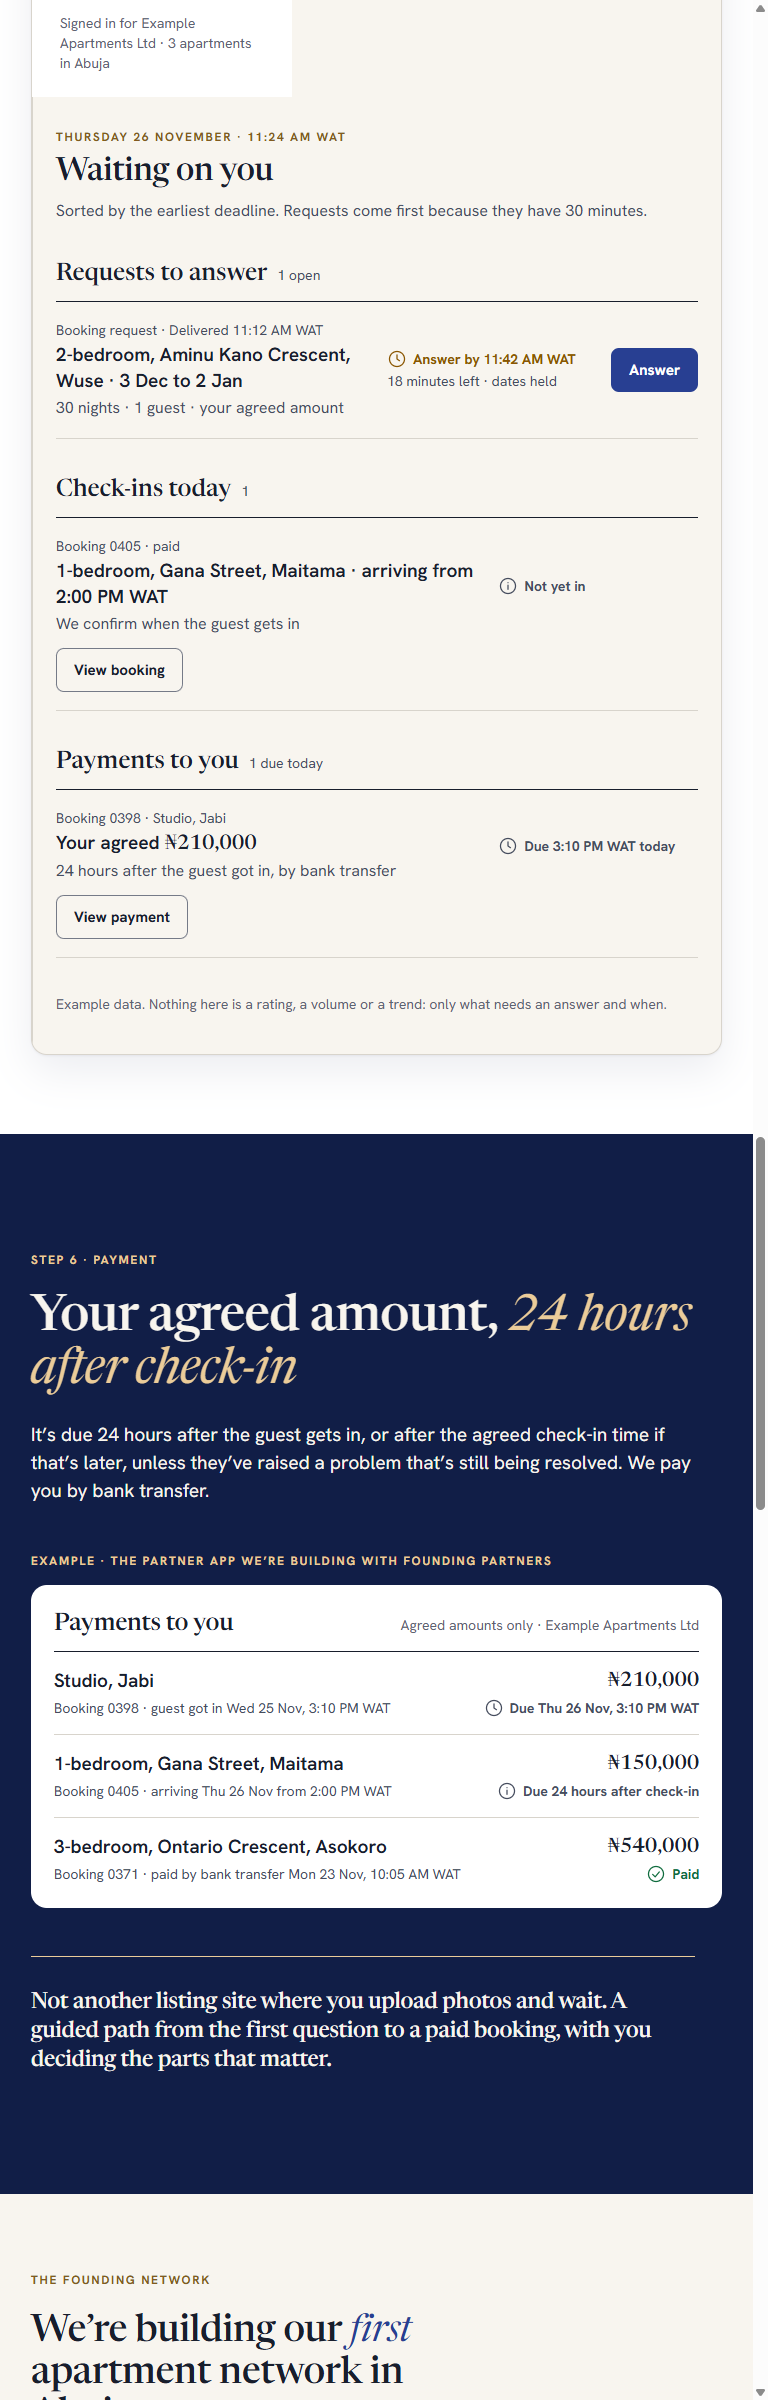 Signed in for Example
Apartments Ltd · 3 apartments
in Abuja
THURSDAY 26 NOVEMBER · 11:24 AM WAT
Waiting on you
Sorted by the earliest deadline. Requests come first because they have 30 minutes.
Requests to answer 1 open
Booking request · Delivered 11:12 AM WAT
2-bedroom, Aminu Kano Crescent,
Wuse · 3 Dec to 2 Jan
30 nights · 1 guest · your agreed amount
Answer by 11:42 AM WAT
18 minutes left · dates held
Answer
Check-ins today 1
Booking 0405 · paid
1-bedroom, Gana Street, Maitama · arriving from
2:00 PM WAT
We confirm when the guest gets in
Not yet in
View booking
Payments to you 1 due today
Booking 0398 · Studio, Jabi
Your agreed ₦210,000
24 hours after the guest got in, by bank transfer
Due 3:10 PM WAT today
View payment
Example data. Nothing here is a rating, a volume or a trend: only what needs an answer and when.
STEP 6 · PAYMENT
Your agreed amount, 24 hours
after check-in
It’s due 24 hours after the guest gets in, or after the agreed check-in time if
that’s later, unless they’ve raised a problem that’s still being resolved. We pay
you by bank transfer.
EXAMPLE · THE PARTNER APP WE’RE BUILDING WITH FOUNDING PARTNERS
Payments to you
Agreed amounts only · Example Apartments Ltd
Studio, Jabi
₦210,000
Booking 0398 · guest got in Wed 25 Nov, 3:10 PM WAT
Due Thu 26 Nov, 3:10 PM WAT
1-bedroom, Gana Street, Maitama
₦150,000
Booking 0405 · arriving Thu 26 Nov from 2:00 PM WAT
Due 24 hours after check-in
3-bedroom, Ontario Crescent, Asokoro
₦540,000
Booking 0371 · paid by bank transfer Mon 23 Nov, 10:05 AM WAT
Paid
Not another listing site where you upload photos and wait. A
guided path from the first question to a paid booking, with you
deciding the parts that matter.
THE FOUNDING NETWORK
We’re building our first
apartment network in